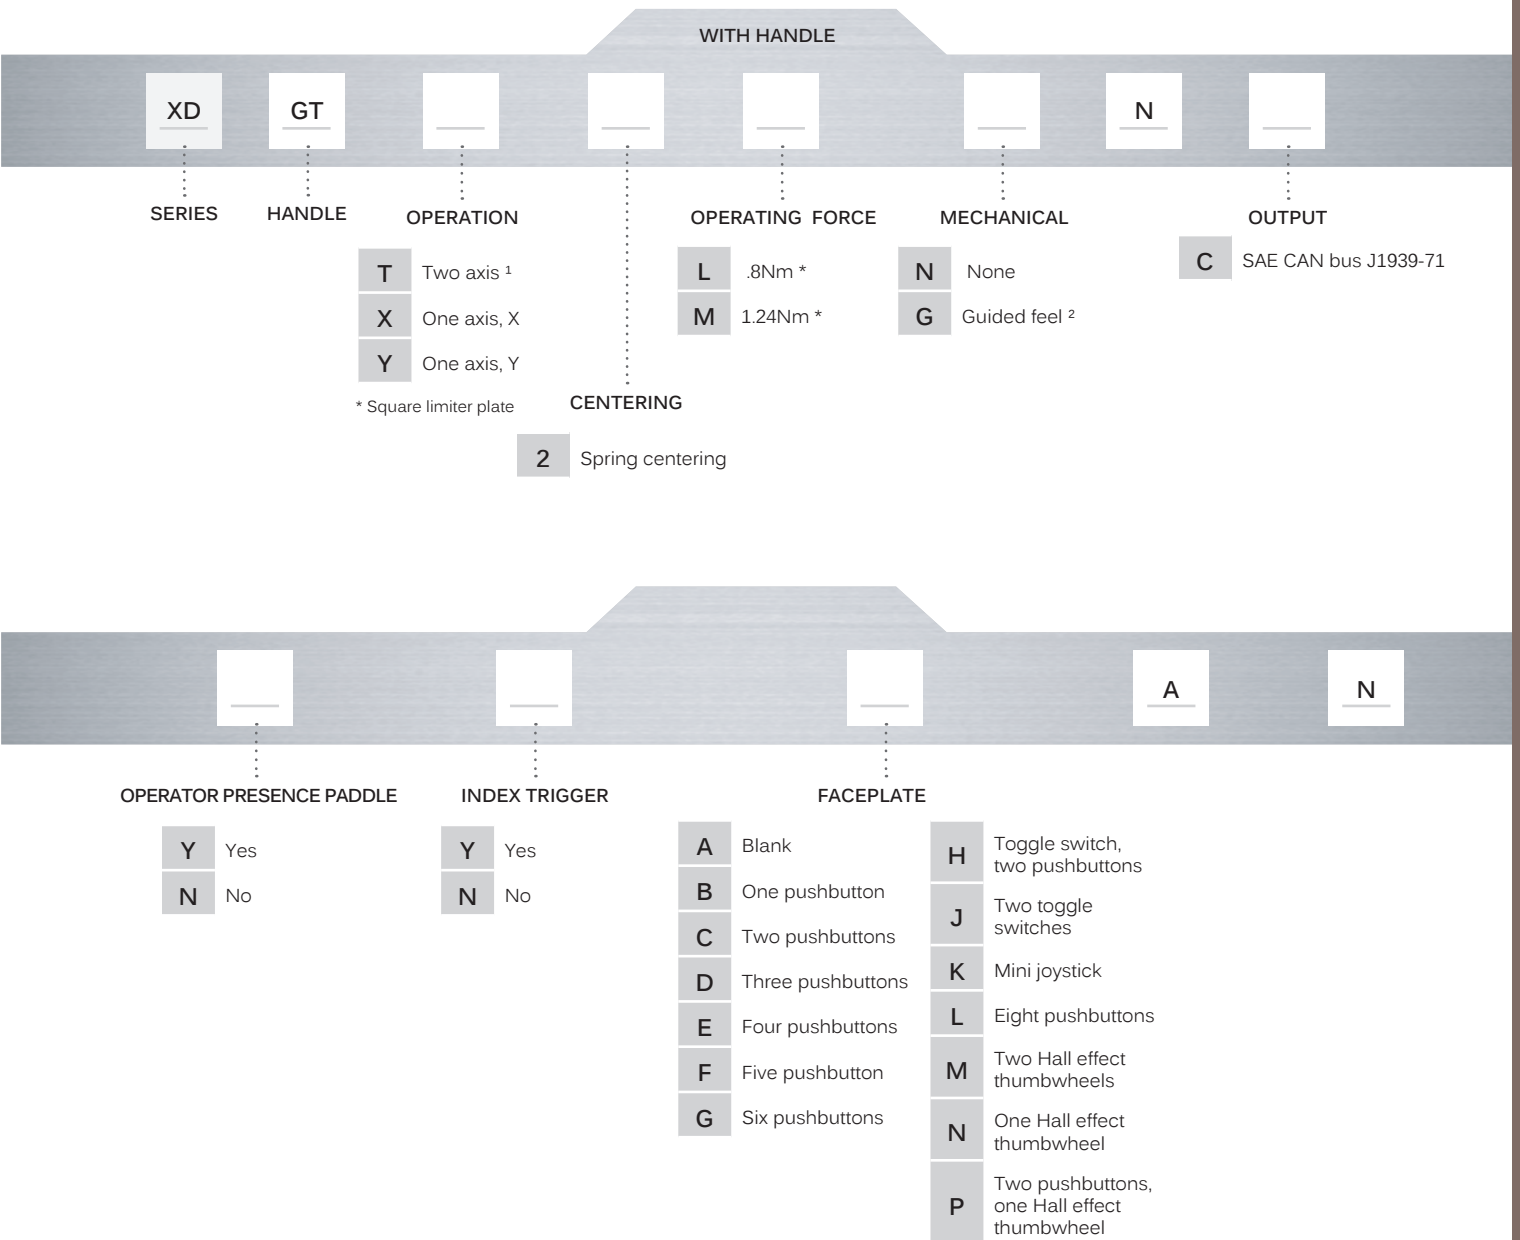 WITH HANDLE
XD GT N
SERIES HANDLE OPERATION OPERATING FORCE MECHANICAL OUTPUT
T Two axis ¹
X One axis, X
Y One axis, Y
* Square limiter plate
CENTERING
2 Spring centering
L .8Nm *
M 1.24Nm *
N None
G Guided feel ²
C SAE CAN bus J1939-71
A N
OPERATOR PRESENCE PADDLE
Y Yes
N No
INDEX TRIGGER
Y Yes
N No
FACEPLATE
A Blank
B One pushbutton
C Two pushbuttons
D Three pushbuttons
E Four pushbuttons
F Five pushbutton
G Six pushbuttons
H Toggle switch,
two pushbuttons
J Two toggle
switches
K Mini joystick
L Eight pushbuttons
M Two Hall effect
thumbwheels
N One Hall effect
thumbwheel
P Two pushbuttons,
one Hall effect
thumbwheel